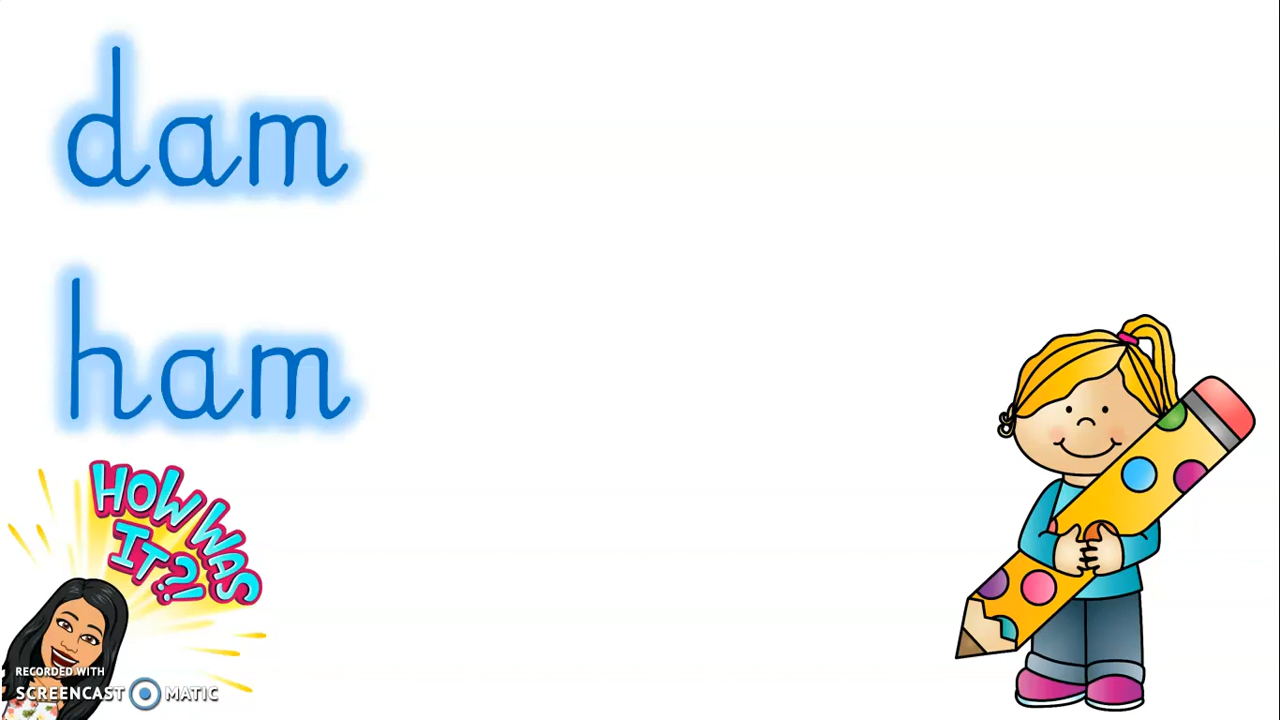 dam
ham
HOW WAS
IT?!
RECORDED WITH
SCREENCAST MATIC